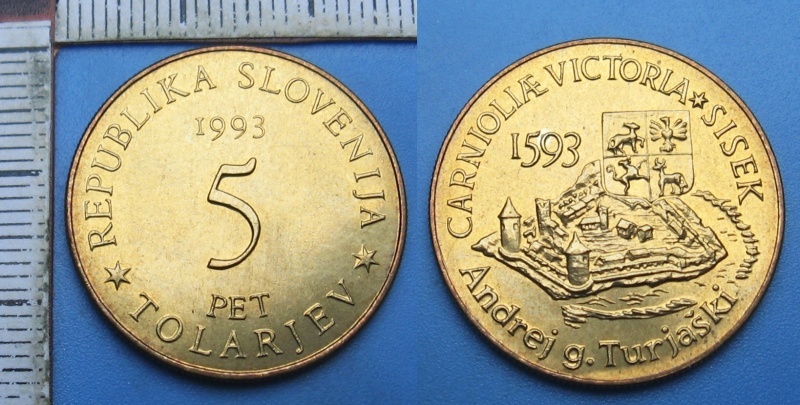 REPUBLIKA SLOVENIJA
1993
5
PET
TOLARJEV
CARNIOLIÆ VICTORIA ★ SISEK
1593
Andrej g. Turjaški